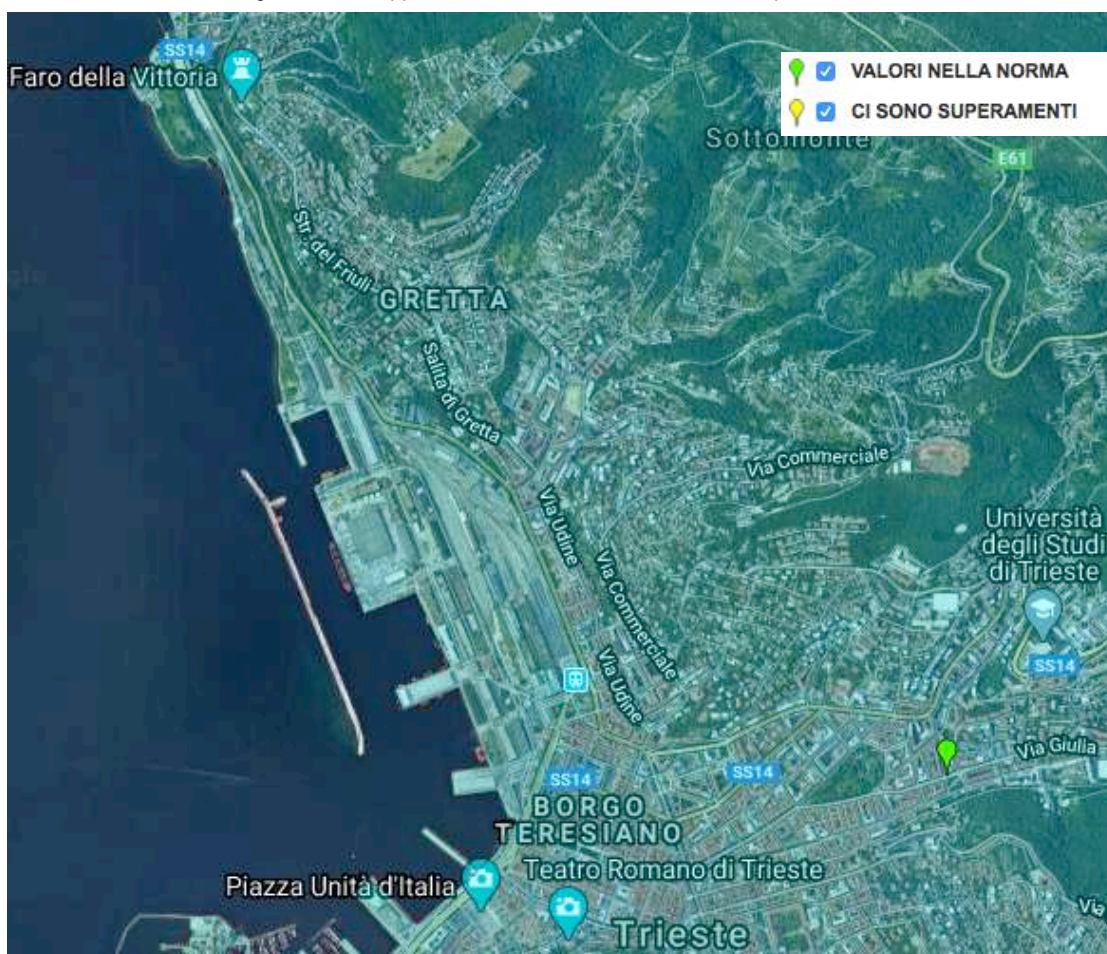 SS14
Faro della Vittoria
VALORI NELLA NORMA
CI SONO SUPERAMENTI
Sottomonte
E61
Str. del Friuli
GRETTA
Salita di Gretta
Via Commerciale
Via Udine
Via Commerciale
Università
degli Studi
di Trieste
SS14
Via Udine
Via Giulia
SS14
SS14
BORGO
TERESIANO
Teatro Romano di Trieste
Piazza Unità d'Italia
Via
Trieste